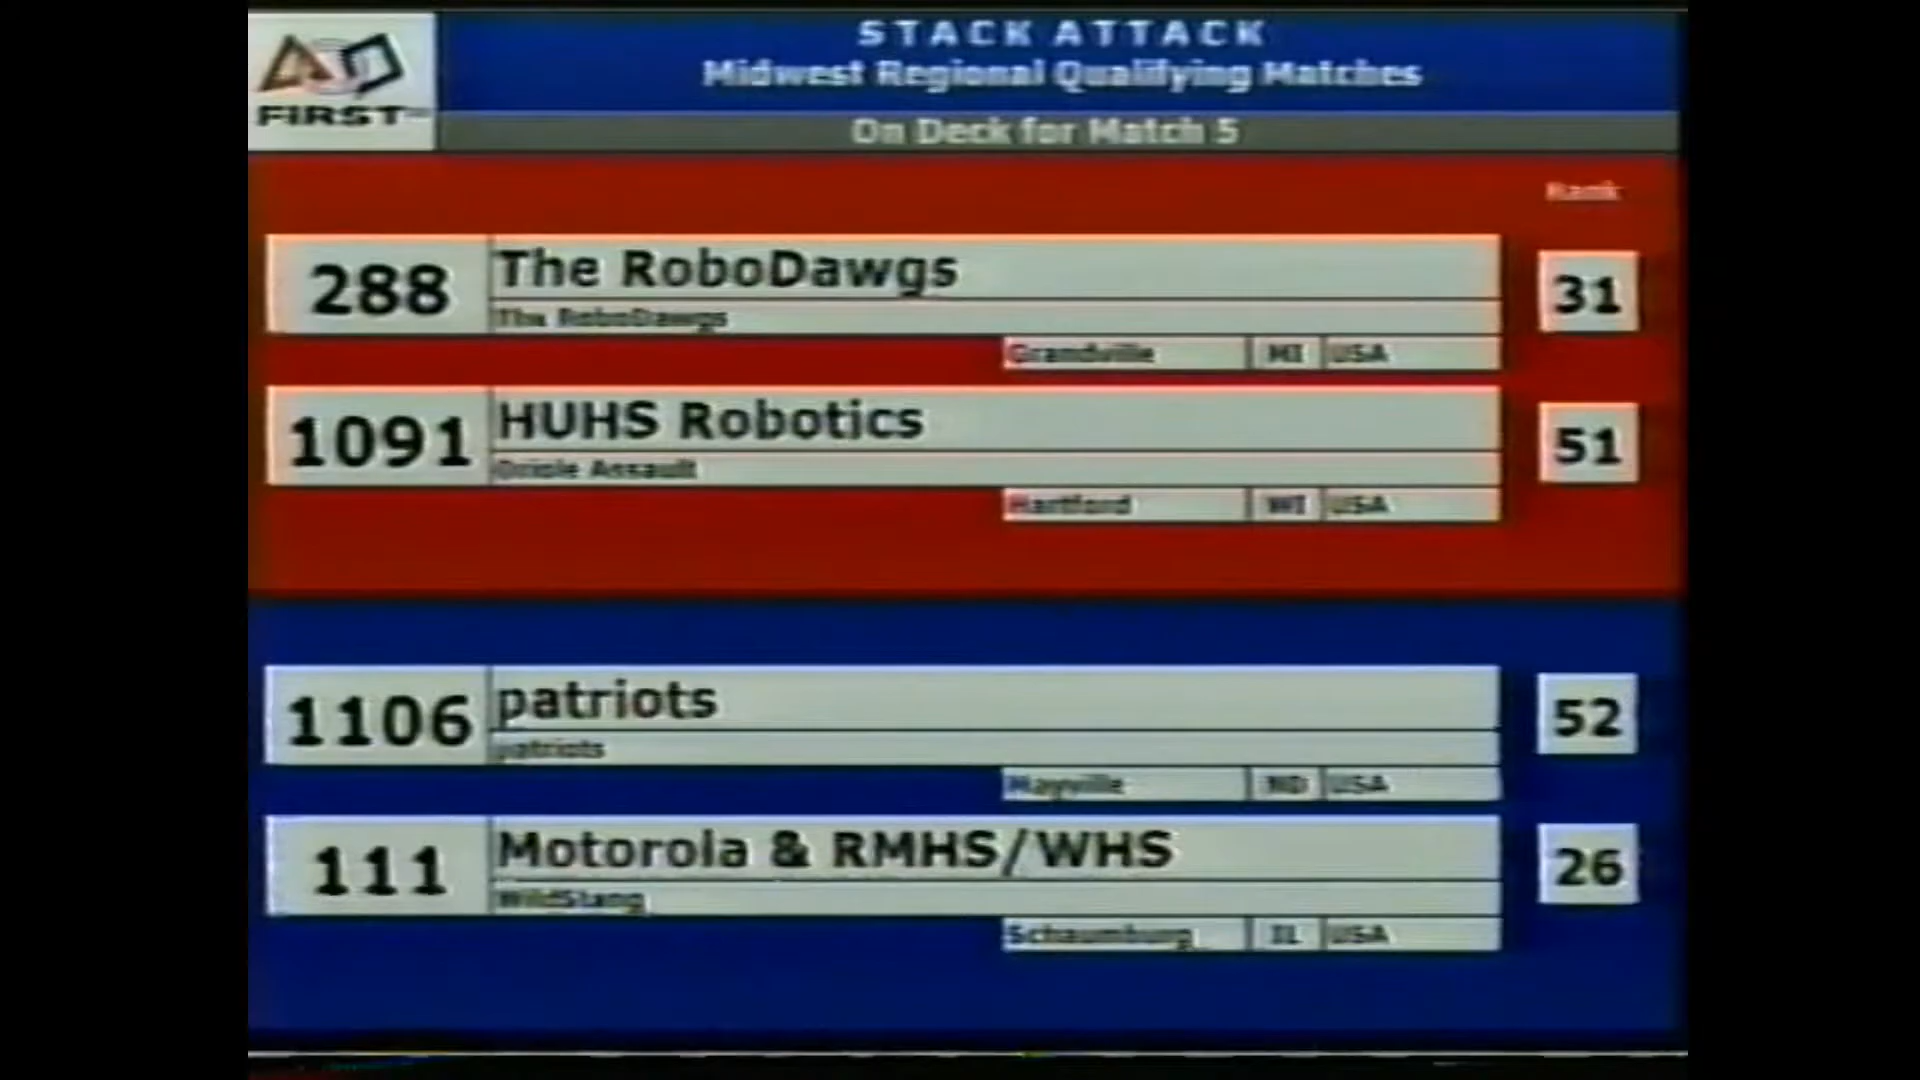 STACK ATTACK
Midwest Regional Qualifying Matches
FIRST
On Deck for Match 5
Rank
288 The RoboDawgs 31
The RoboDawgs
Grandville MI USA
1091 HUHS Robotics 51
Oriole Assault
Hartford WI USA
1106 patriots 52
patriots
Mayville ND USA
111 Motorola & RMHS/WHS 26
WildStang
Schaumburg IL USA